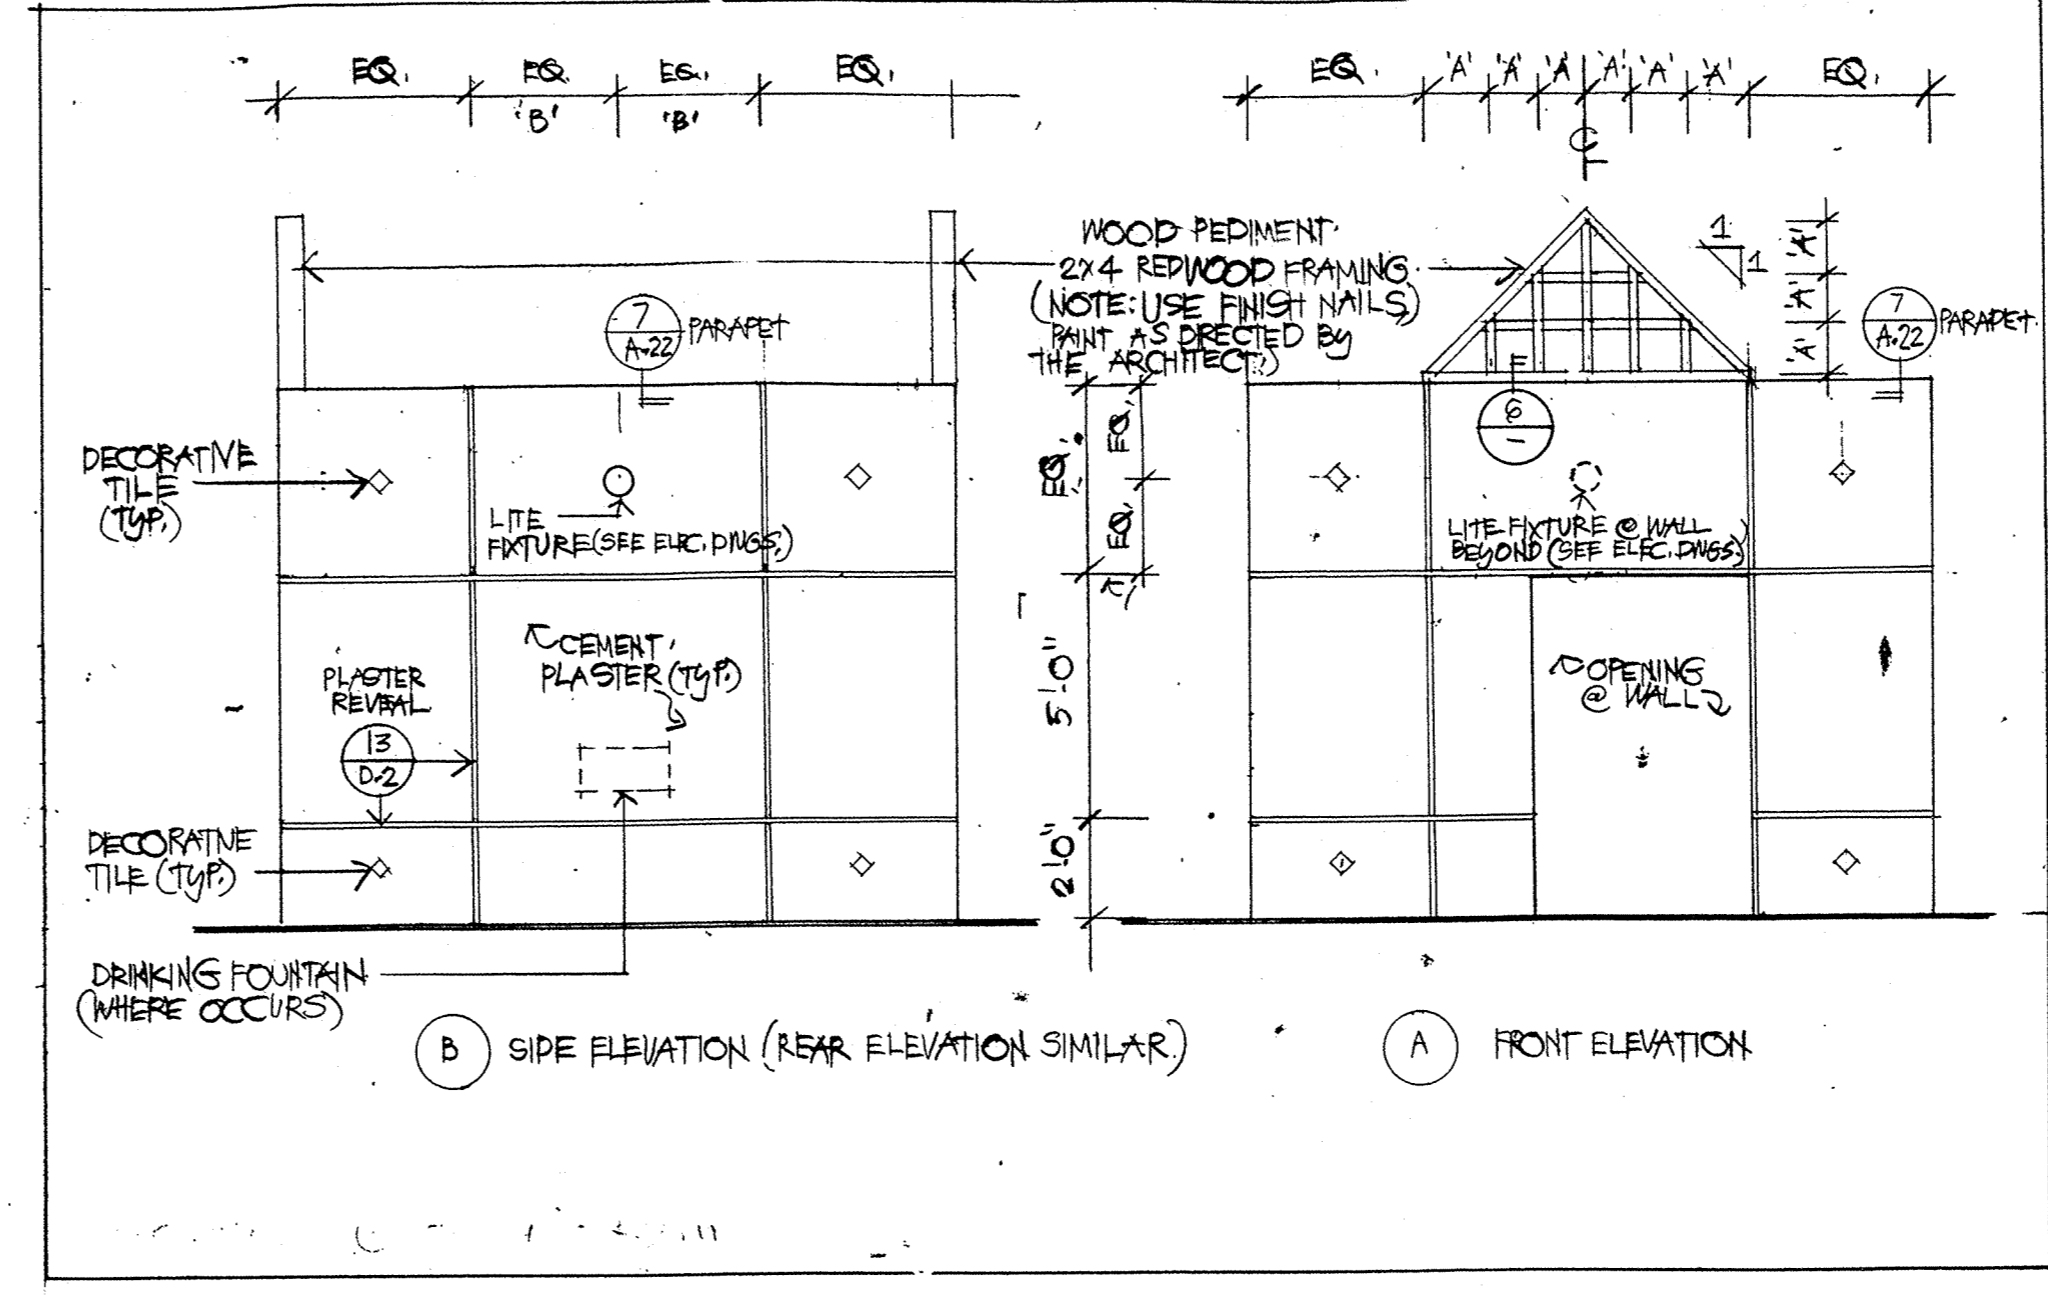 EQ. EQ. EQ. EQ.
'B' 'B'
EQ. 'A' 'A' 'A' 'A' 'A' 'A' EQ.
CL
WOOD PEDIMENT
2X4 REDWOOD FRAMING
(NOTE: USE FINISH NAILS,
PAINT AS DIRECTED BY
THE ARCHITECT.)
1
1
'A'
'A'
'A'
7
A.22
PARAPET
7
A.22
PARAPET
6
-
DECORATIVE
TILE
(TYP.)
LITE
FIXTURE (SEE ELEC. DWGS.)
EQ.
EQ.
EQ.
LITE FIXTURE @ WALL
BEYOND (SEE ELEC. DWGS.)
CEMENT
PLASTER (TYP.)
PLASTER
REVEAL
13
D.2
5'-0"
OPENING
@ WALL
DECORATIVE
TILE (TYP.)
2'-0"
DRINKING FOUNTAIN
(WHERE OCCURS)
B SIDE ELEVATION (REAR ELEVATION SIMILAR.)
A FRONT ELEVATION